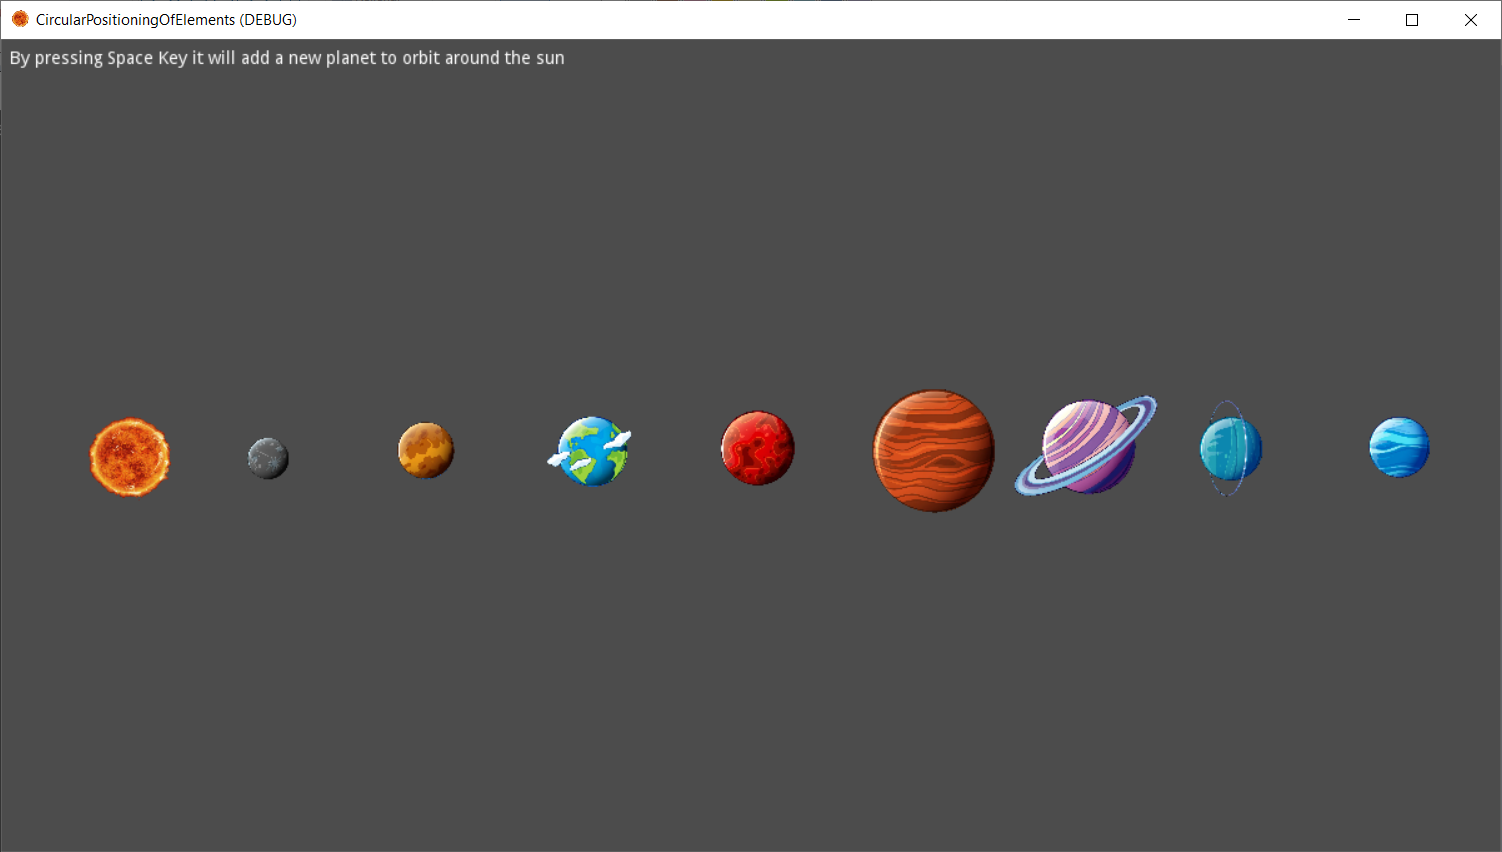 CircularPositioningOfElements (DEBUG)
By pressing Space Key it will add a new planet to orbit around the sun